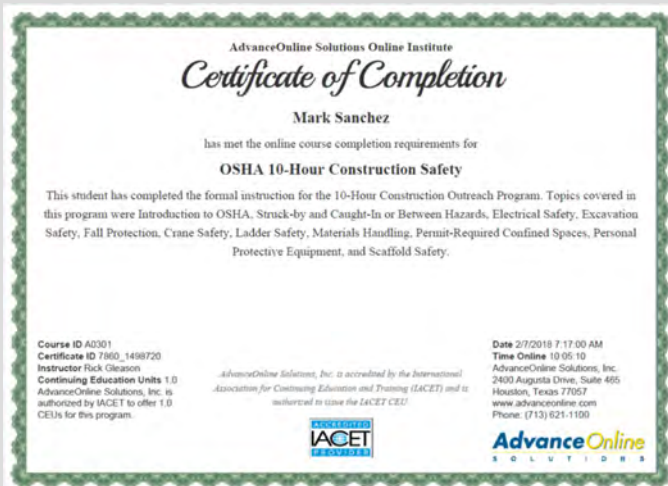 AdvanceOnline Solutions Online Institute
Certificate of Completion
Mark Sanchez
has met the online course completion requirements for
OSHA 10-Hour Construction Safety
This student has completed the formal instruction for the 10-Hour Construction Outreach Program. Topics covered in
this program were Introduction to OSHA, Struck-by and Caught-In or Between Hazards, Electrical Safety, Excavation
Safety, Fall Protection, Crane Safety, Ladder Safety, Materials Handling, Permit-Required Confined Spaces, Personal
Protective Equipment, and Scaffold Safety.
Course ID A0301
Certificate ID 7860_1498720
Instructor Rick Gleason
Continuing Education Units 1.0
AdvanceOnline Solutions, Inc. is
authorized by IACET to offer 1.0
CEUs for this program.
AdvanceOnline Solutions, Inc. is accredited by the International
Association for Continuing Education and Training (IACET) and is
authorized to issue the IACET CEU.
ACCREDITED
IACET
PROVIDER
Date 2/7/2018 7:17:00 AM
Time Online 10:05:10
AdvanceOnline Solutions, Inc.
2400 Augusta Drive, Suite 465
Houston, Texas 77057
www.advanceonline.com
Phone: (713) 621-1100
AdvanceOnline
SOLUTIONS